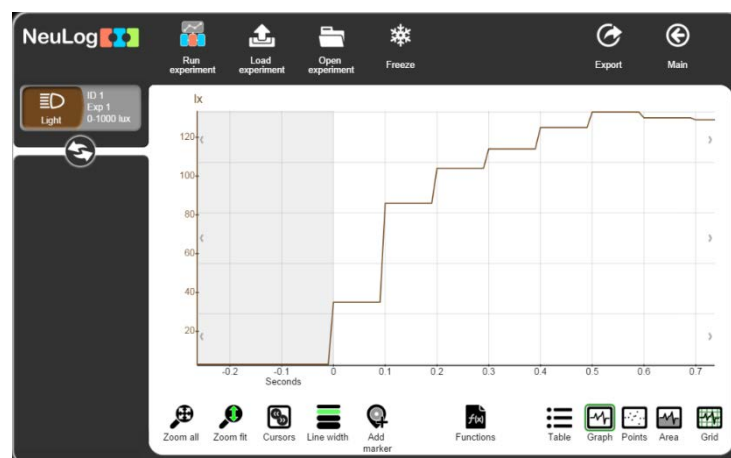 NeuLog
Run
experiment
Load
experiment
Open
experiment
Freeze
Export
Main
Light
ID 1
Exp 1
0-1000 lux
lx
120
100
80
60
40
20
-0.2
-0.1
0
0.1
0.2
0.3
0.4
0.5
0.6
0.7
Seconds
Zoom all
Zoom fit
Cursors
Line width
Add
marker
f(x)
Functions
Table
Graph
Points
Area
Grid